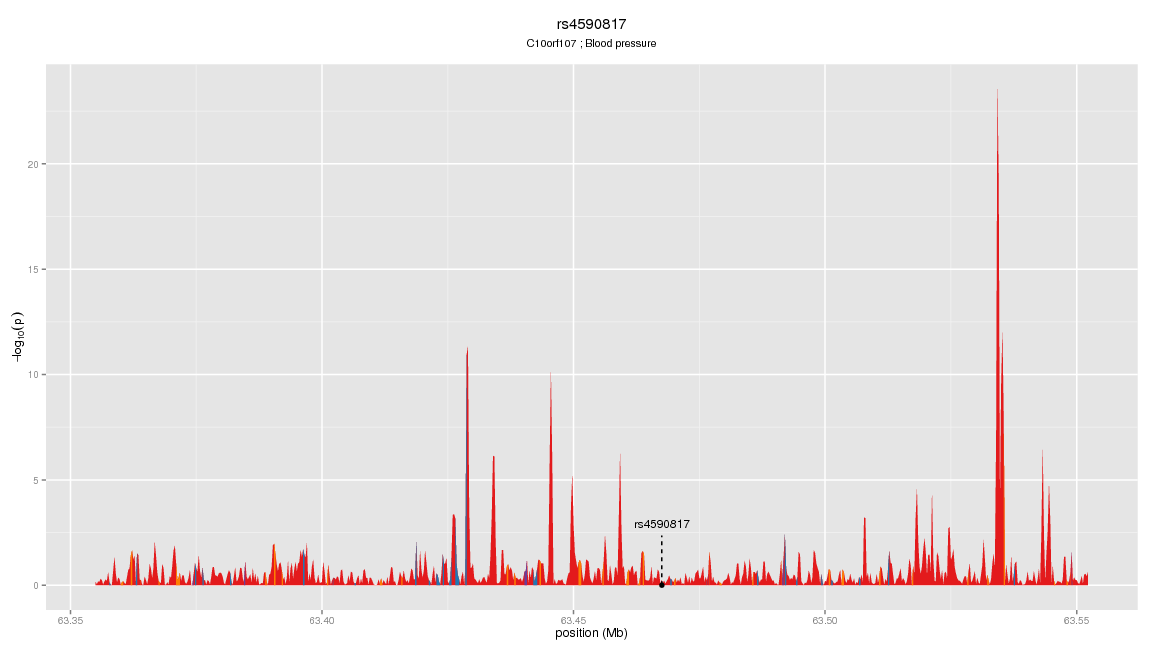 rs4590817
C10orf107 ; Blood pressure
20
15
10
5
0
−log10(p)
rs4590817
63.35
63.40
63.45
63.50
63.55
position (Mb)